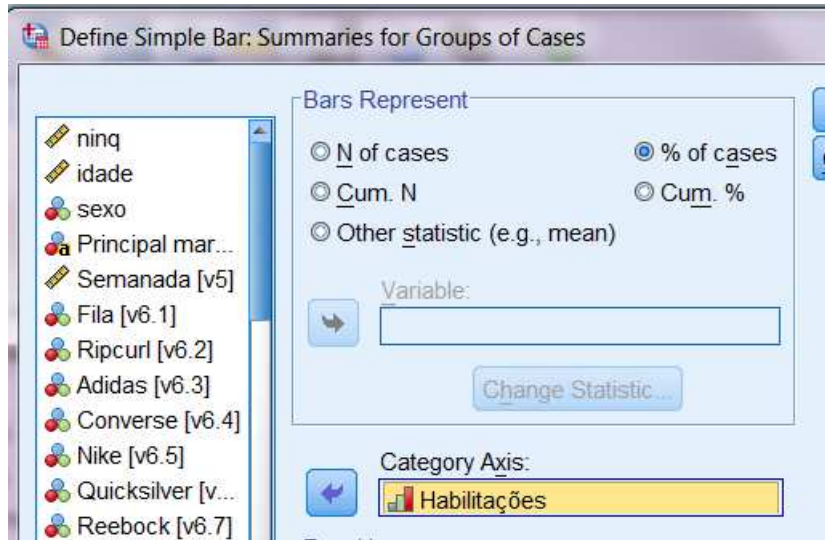 Define Simple Bar: Summaries for Groups of Cases
Bars Represent
N of cases
% of cases
Cum. N
Cum. %
Other statistic (e.g., mean)
Variable:
Change Statistic...
Category Axis:
Habilitações
ninq
idade
sexo
Principal mar...
Semanada [v5]
Fila [v6.1]
Ripcurl [v6.2]
Adidas [v6.3]
Converse [v6.4]
Nike [v6.5]
Quicksilver [v...
Reebock [v6.7]